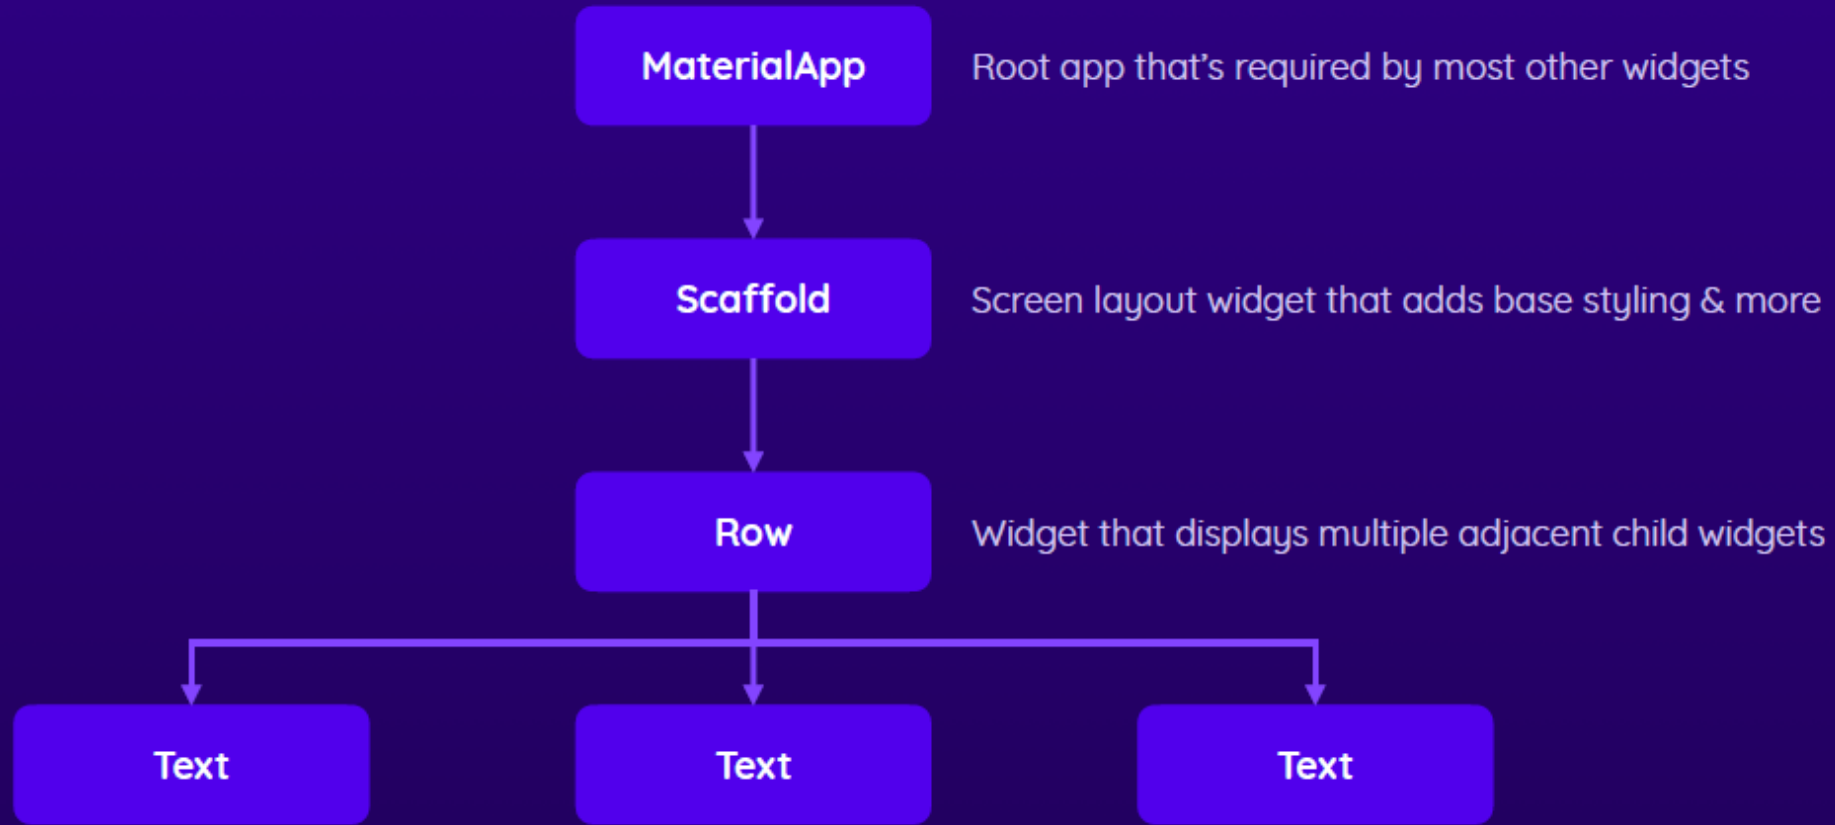 MaterialApp
Root app that’s required by most other widgets
Scaffold
Screen layout widget that adds base styling & more
Row
Widget that displays multiple adjacent child widgets
Text
Text
Text